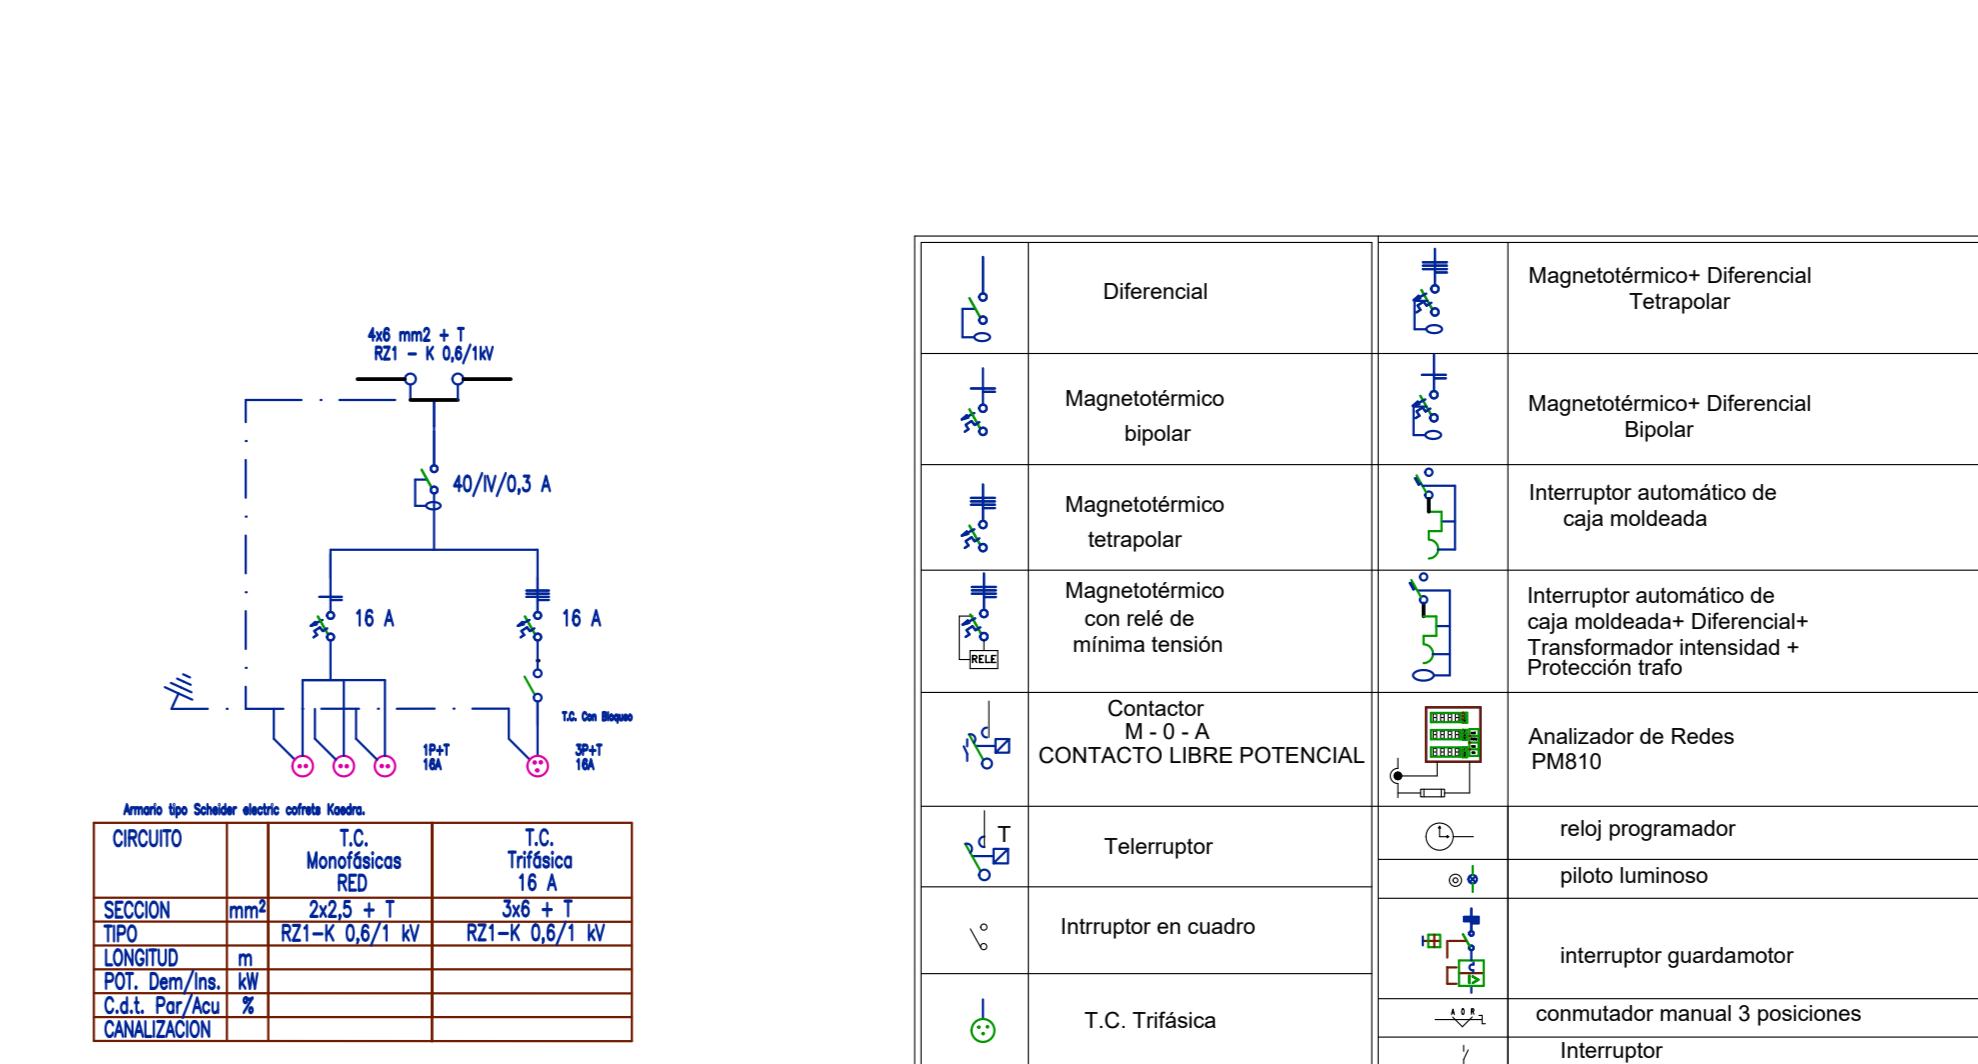 4x6 mm2 + T
RZ1 - K 0,6/1kV
40/IV/0,3 A
16 A
16 A
T.C. Con Bloqueo
1P+T
16A
3P+T
16A
Armario tipo Scheider electric cofrets Kaedra.
CIRCUITO
T.C.
Monofásicas
RED
T.C.
Trifásica
16 A
SECCION mm2 2x2,5 + T 3x6 + T
TIPO RZ1-K 0,6/1 kV RZ1-K 0,6/1 kV
LONGITUD m
POT. Dem/Ins. kW
C.d.t. Par/Acu %
CANALIZACION
Diferencial
Magnetotérmico
bipolar
Magnetotérmico
tetrapolar
Magnetotérmico
con relé de
mínima tensión
RELE
Contactor
M - 0 - A
CONTACTO LIBRE POTENCIAL
T
Telerruptor
Intrruptor en cuadro
T.C. Trifásica
Magnetotérmico+ Diferencial
Tetrapolar
Magnetotérmico+ Diferencial
Bipolar
Interruptor automático de
caja moldeada
Interruptor automático de
caja moldeada+ Diferencial+
Transformador intensidad +
Protección trafo
8888
8888
8888
Analizador de Redes
PM810
reloj programador
piloto luminoso
I>
interruptor guardamotor
A 0 R
conmutador manual 3 posiciones
Interruptor